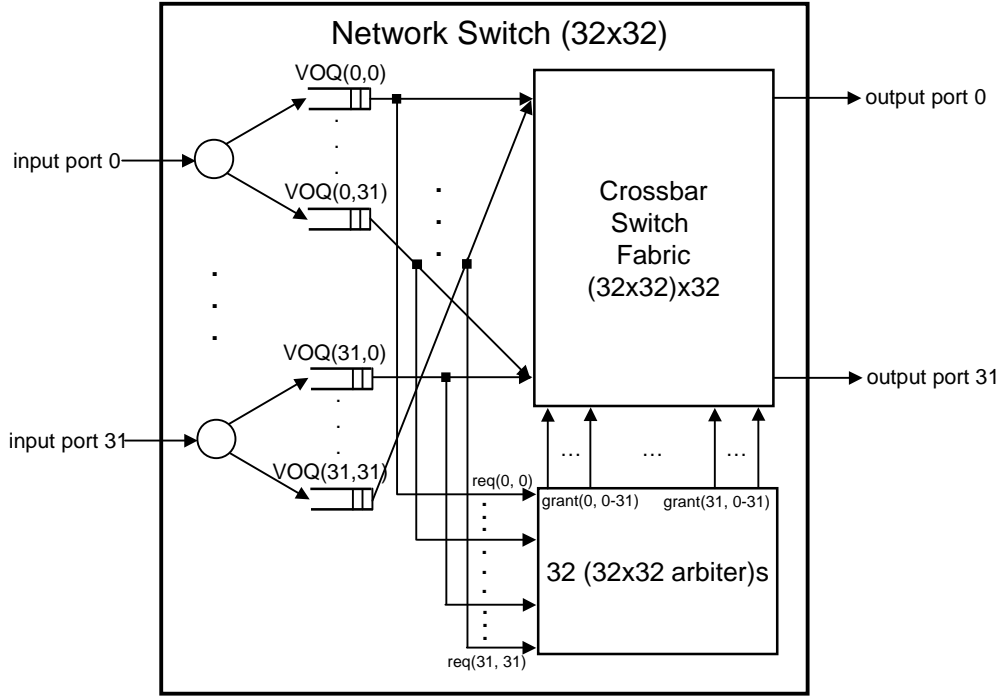 Network Switch (32x32)
VOQ(0,0)
output port 0
input port 0
VOQ(0,31)
Crossbar
Switch
Fabric
(32x32)x32
VOQ(31,0)
output port 31
input port 31
VOQ(31,31)
req(0, 0)
grant(0, 0-31)
grant(31, 0-31)
32 (32x32 arbiter)s
req(31, 31)